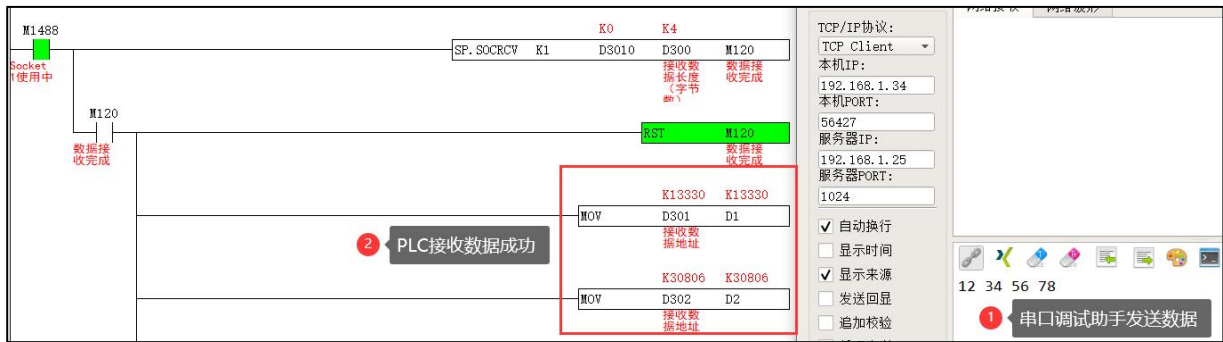 M1488
Socket
1使用中
K0 K4
SP.SOCRCV K1 D3010 D300 M120
接收数
据长度
（字节
数）
数据接
收完成
M120
数据接
收完成
RST M120
数据接
收完成
K13330 K13330
MOV D301 D1
接收数
据地址
2 PLC接收数据成功
K30806 K30806
MOV D302 D2
接收数
据地址
TCP/IP协议:
TCP Client
本机IP:
192.168.1.34
本机PORT:
56427
服务器IP:
192.168.1.25
服务器PORT:
1024
自动换行
显示时间
显示来源
发送回显
追加校验
12 34 56 78
1 串口调试助手发送数据